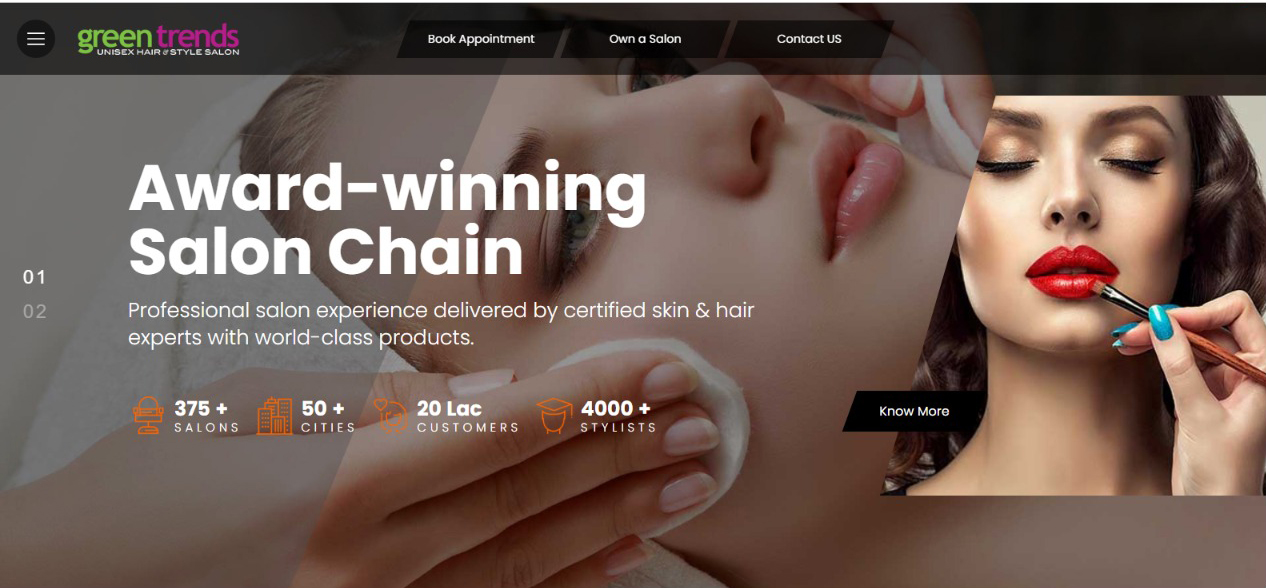 green trends
UNISEX HAIR & STYLE SALON
Book Appointment
Own a Salon
Contact US
Award-winning
Salon Chain
01
02
Professional salon experience delivered by certified skin & hair
experts with world-class products.
375 +
SALONS
50 +
CITIES
20 Lac
CUSTOMERS
4000 +
STYLISTS
Know More